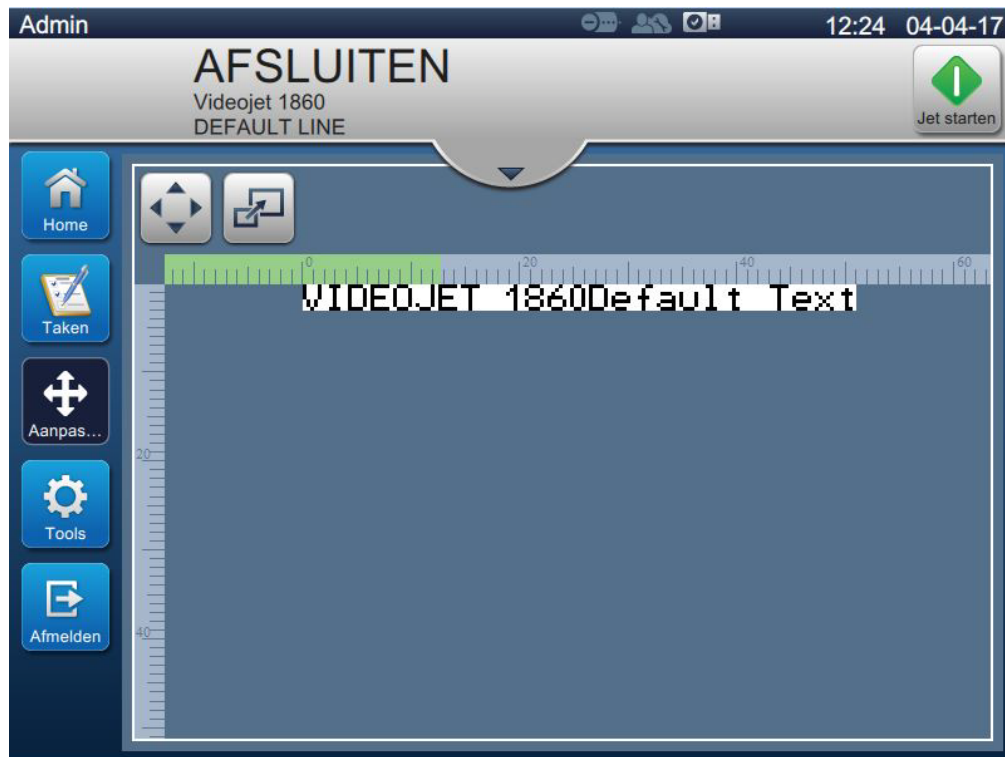 Admin
12:24 04-04-17
AFSLUITEN
Videojet 1860
DEFAULT LINE
Jet starten
Home
Taken
Aanpas...
Tools
Afmelden
0 20 40 60
VIDEOJET 1860Default Text
20
40